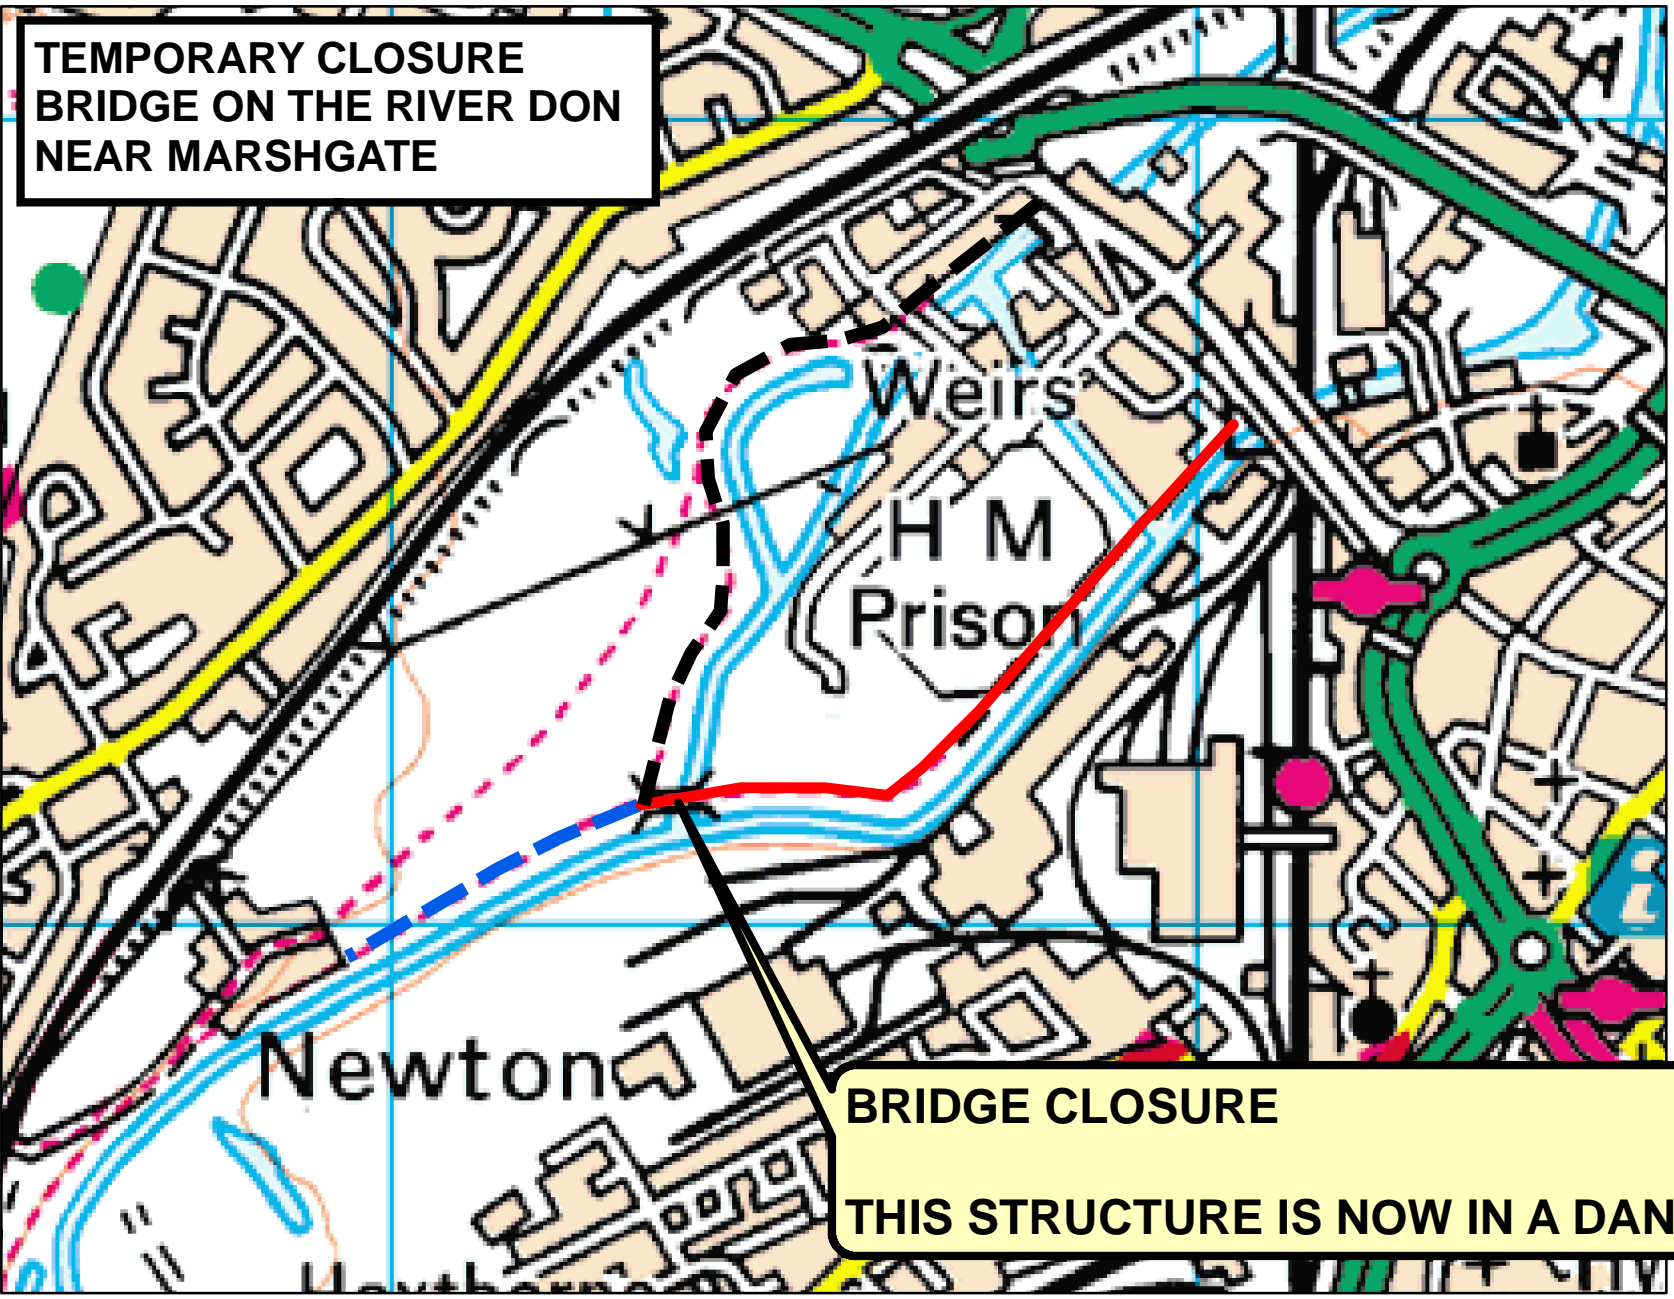 TEMPORARY CLOSURE
BRIDGE ON THE RIVER DON
NEAR MARSHGATE
Weirs
H M
Prison
Newton
BRIDGE CLOSURE
THIS STRUCTURE IS NOW IN A DAN